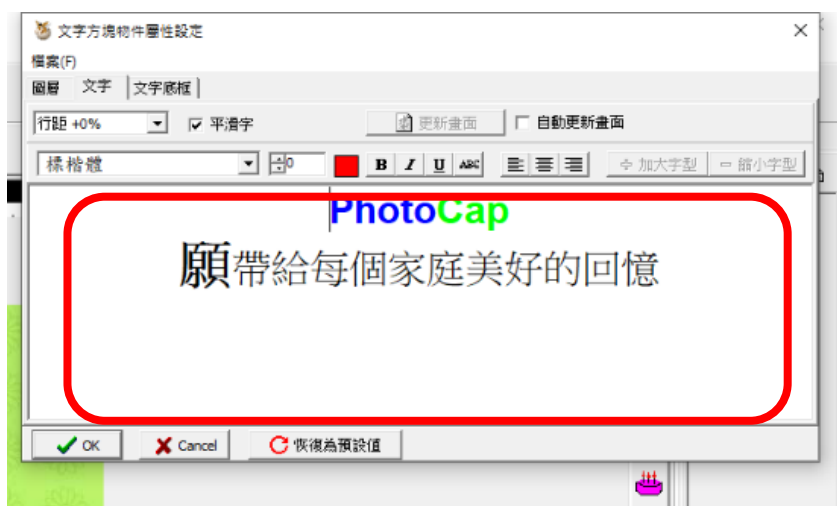 文字方塊物件屬性設定
檔案(F)
圖層 文字 文字底框
行距 +0% 平滑字 更新畫面 自動更新畫面
標楷體 0 B I U ABC 加大字型 縮小字型
PhotoCap
願帶給每個家庭美好的回憶
OK Cancel 恢復為預設值